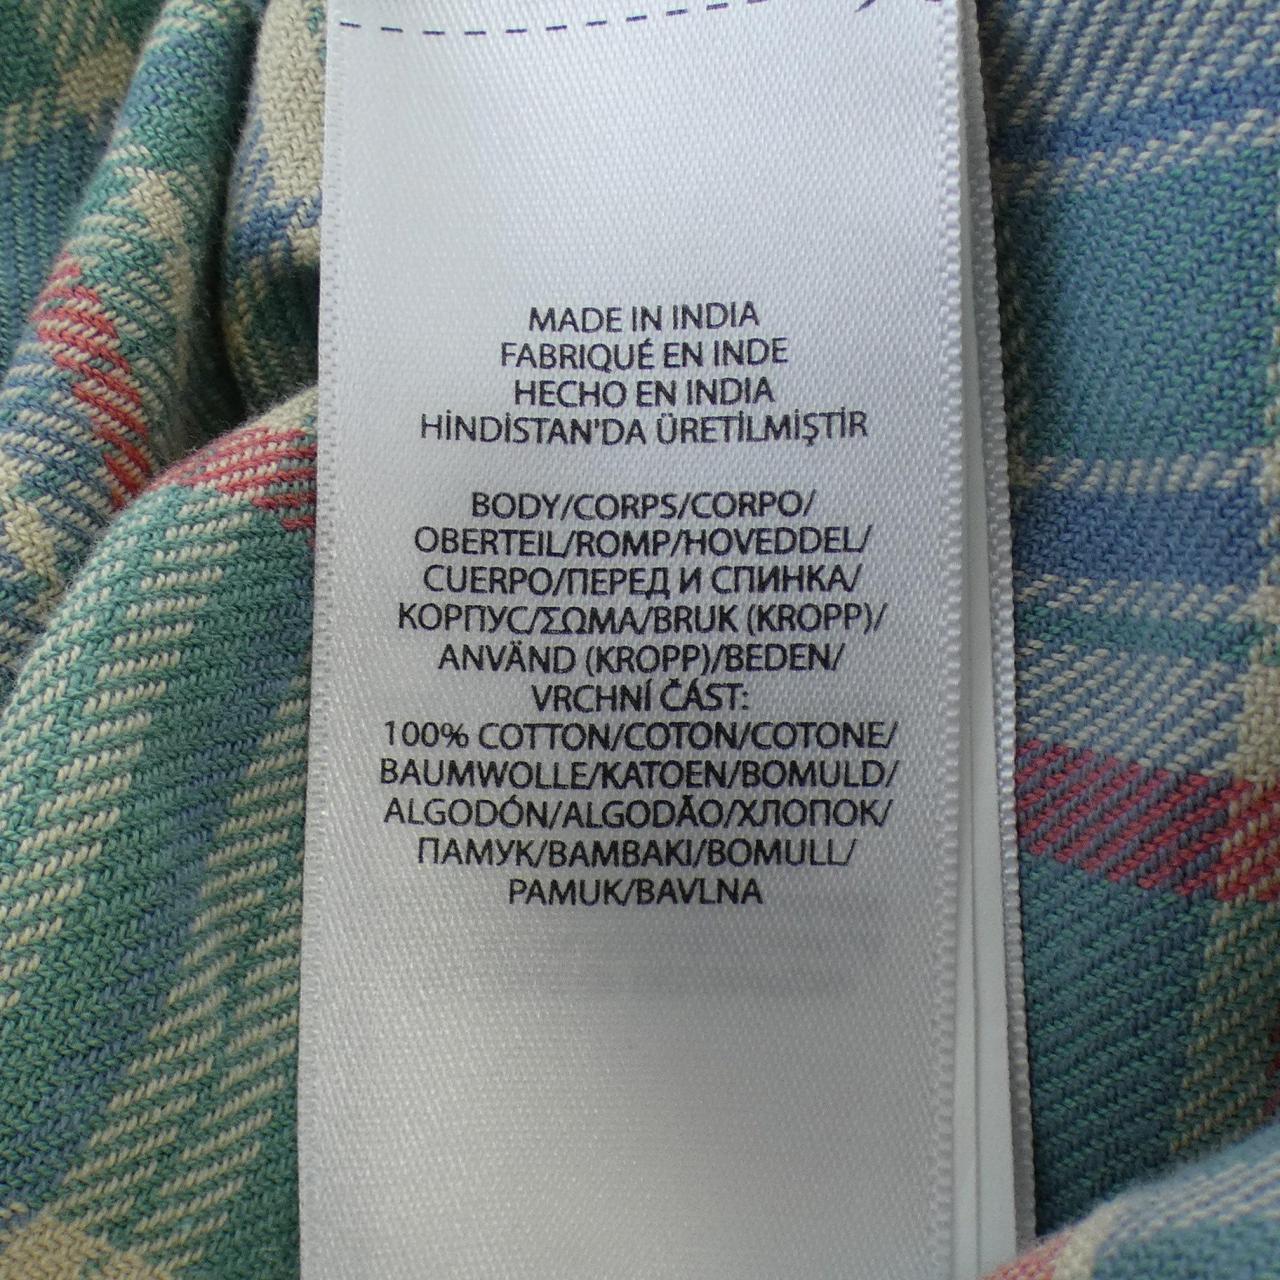 MADE IN INDIA
FABRIQUÉ EN INDE
HECHO EN INDIA
HİNDİSTAN'DA ÜRETİLMİŞTİR
BODY/CORPS/CORPO/
OBERTEIL/ROMP/HOVEDDEL/
CUERPO/ПЕРЕД И СПИНКА/
КОРПУС/ΣΩΜΑ/BRUK (KROPP)/
ANVÄND (KROPP)/BEDEN/
VRCHNÍ ČÁST:
100% COTTON/COTON/COTONE/
BAUMWOLLE/KATOEN/BOMULD/
ALGODÓN/ALGODÃO/ХЛОПОК/
ПАМУК/ΒΑΜΒΑΚΙ/BOMULL/
PAMUK/BAVLNA